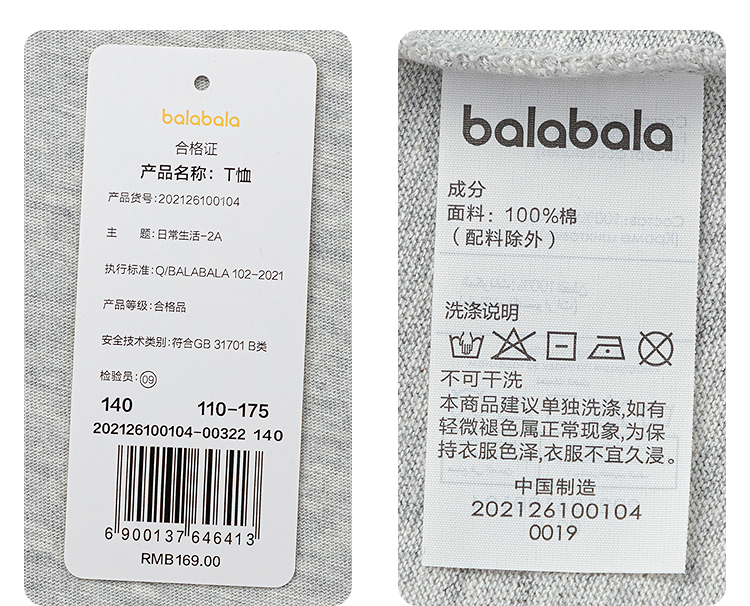 balabala
合格证
产品名称：T恤
产品货号:202126100104
主 题:日常生活-2A
执行标准:Q/BALABALA 102-2021
产品等级:合格品
安全技术类别:符合GB 31701 B类
检验员:09
140 110-175
202126100104-00322 140
6 900137 646413
RMB169.00
balabala
成分
面料：100%棉
（配料除外）
洗涤说明
不可干洗
本商品建议单独洗涤,如有
轻微褪色属正常现象,为保
持衣服色泽,衣服不宜久浸。
中国制造
202126100104
0019